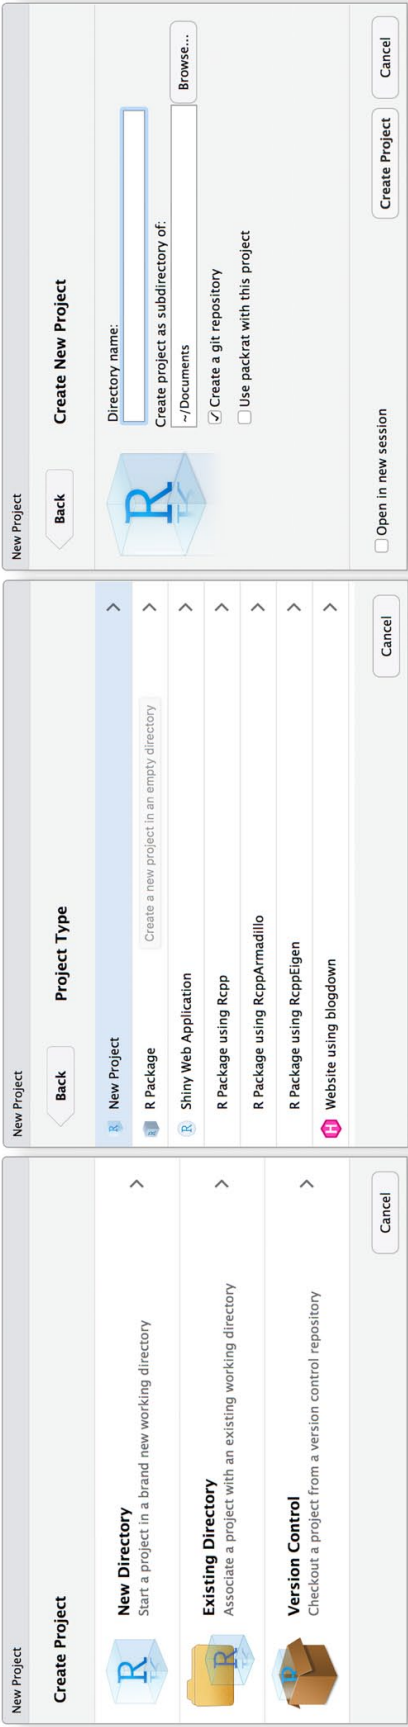 New Project
Create Project
New Directory
Start a project in a brand new working directory
Existing Directory
Associate a project with an existing working directory
Version Control
Checkout a project from a version control repository
Cancel
New Project
Back
Project Type
New Project
R Package
Create a new project in an empty directory
Shiny Web Application
R Package using Rcpp
R Package using RcppArmadillo
R Package using RcppEigen
Website using blogdown
Cancel
New Project
Back
Create New Project
Directory name:
Create project as subdirectory of:
~/Documents
Browse...
Create a git repository
Use packrat with this project
Open in new session
Create Project
Cancel